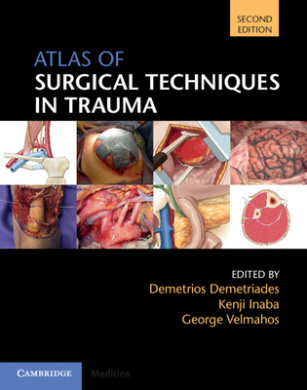 SECOND
EDITION
ATLAS OF
SURGICAL TECHNIQUES
IN TRAUMA
EDITED BY
Demetrios Demetriades
Kenji Inaba
George Velmahos
CAMBRIDGE
Medicine